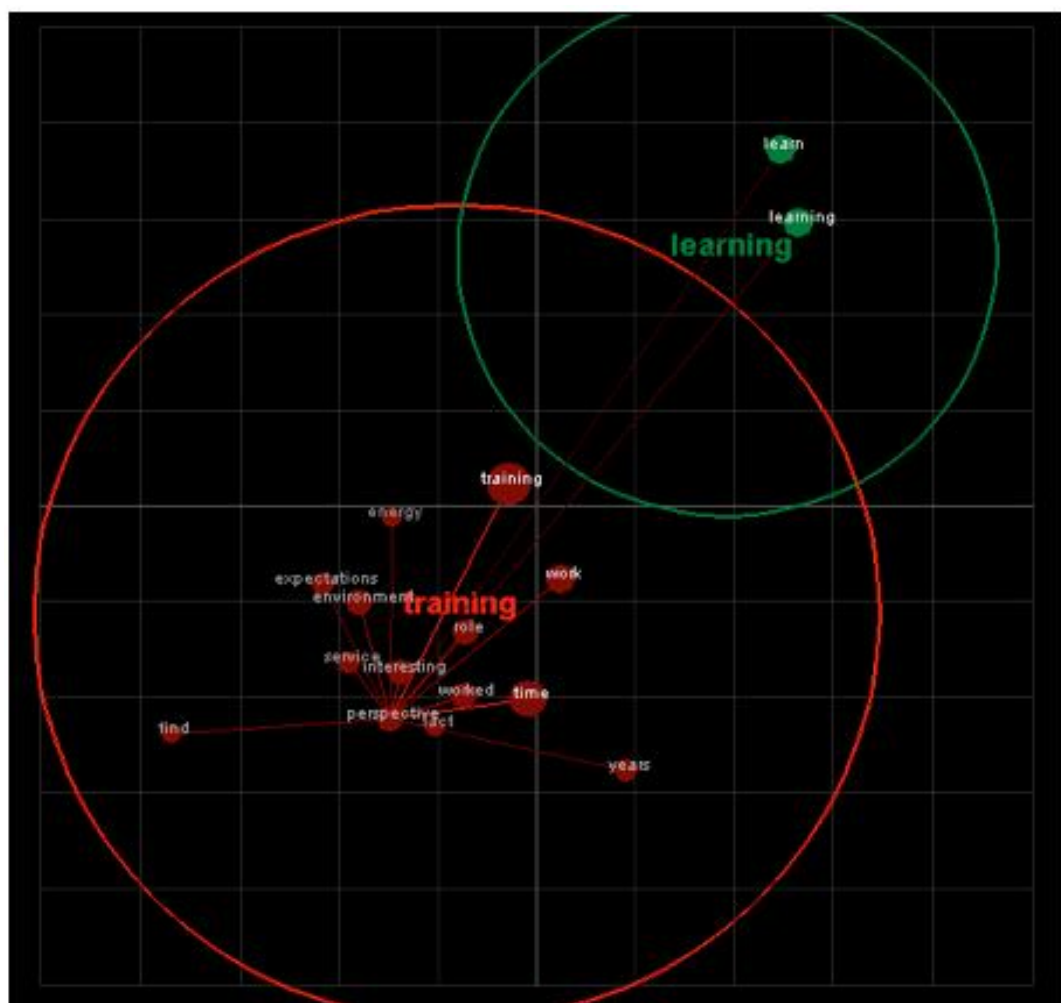 learn
learning
learning
training
energy
work
expectations
environment
training
role
service
interesting
worked
time
perspective
fact
find
years